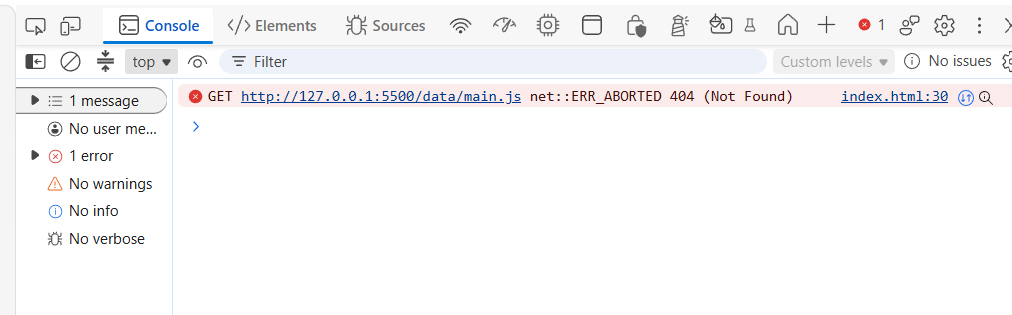 Console Elements Sources 1
top Filter Custom levels No issues
1 message
No user me...
1 error
No warnings
No info
No verbose
GET http://127.0.0.1:5500/data/main.js net::ERR_ABORTED 404 (Not Found) index.html:30